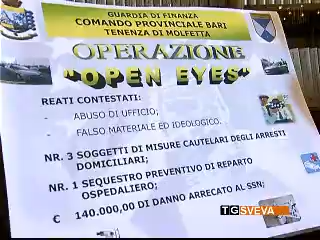 GUARDIA DI FINANZA
COMANDO PROVINCIALE BARI
TENENZA DI MOLFETTA
OPERAZIONE
"OPEN EYES"
REATI CONTESTATI:
- ABUSO DI UFFICIO;
- FALSO MATERIALE ED IDEOLOGICO.
NR. 3 SOGGETTI DI MISURE CAUTELARI DEGLI ARRESTI
DOMICILIARI;
NR. 1 SEQUESTRO PREVENTIVO DI REPARTO
OSPEDALIERO;
€ 140.000,00 DI DANNO ARRECATO AL SSN;
TGSVEVA